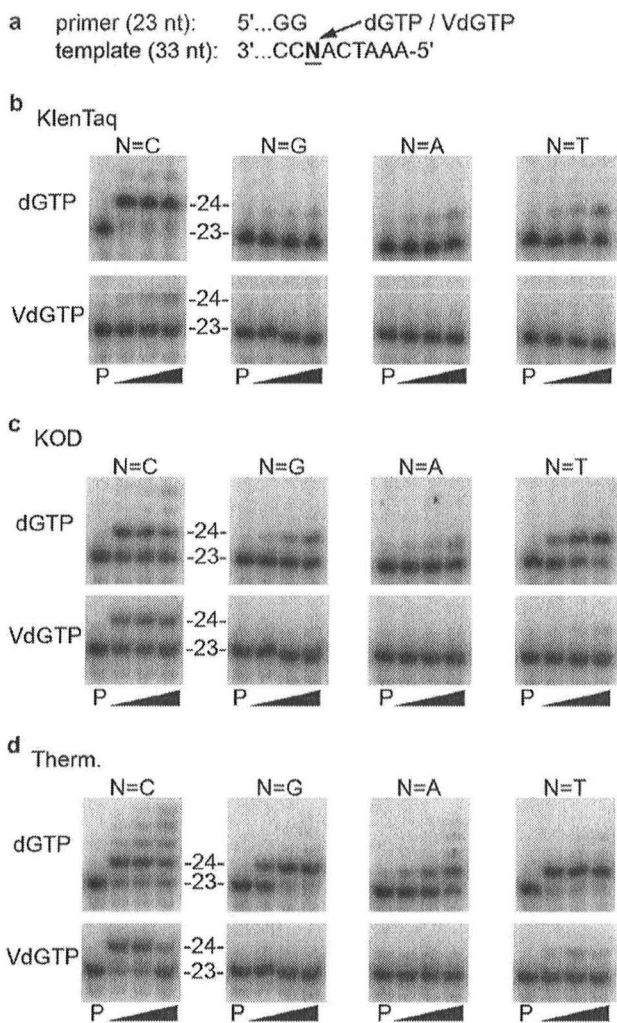 a primer (23 nt): 5'...GG dGTP / VdGTP
template (33 nt): 3'...CCNACTAAA-5'
b KlenTaq
N=C N=G N=A N=T
dGTP -24-
-23-
VdGTP -24-
-23-
P P P P
c KOD
N=C N=G N=A N=T
dGTP -24-
-23-
VdGTP -24-
-23-
P P P P
d Therm.
N=C N=G N=A N=T
dGTP -24-
-23-
VdGTP -24-
-23-
P P P P